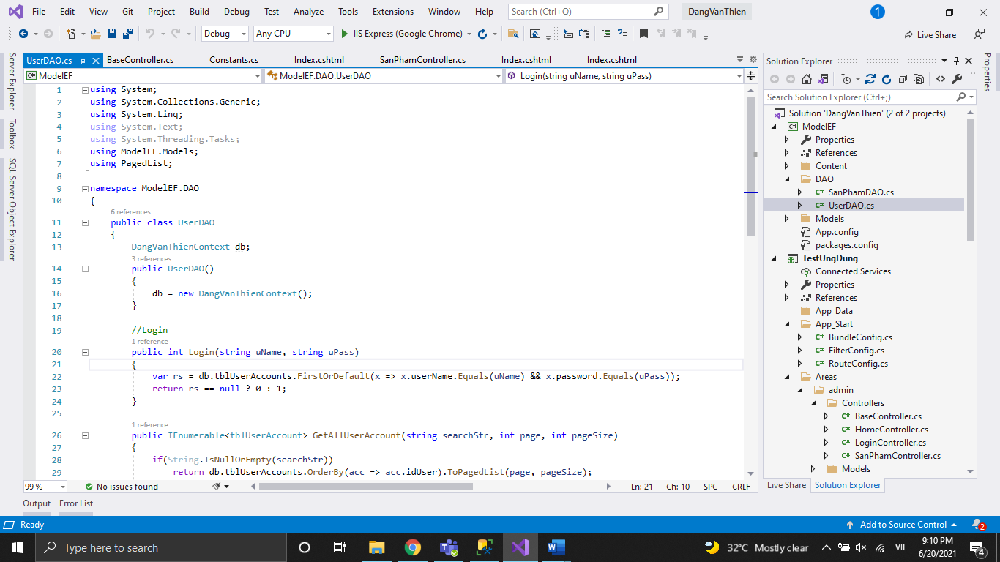 File Edit View Git Project Build Debug Test Analyze Tools Extensions Window Help Search (Ctrl+Q) DangVanThien 1
Debug Any CPU IIS Express (Google Chrome) Live Share
UserDAO.cs BaseController.cs Constants.cs Index.cshtml SanPhamController.cs Index.cshtml Index.cshtml
ModelEF ModelEF.DAO.UserDAO Login(string uName, string uPass)
Server Explorer
Toolbox
SQL Server Object Explorer
1 using System;
2 using System.Collections.Generic;
3 using System.Linq;
4 using System.Text;
5 using System.Threading.Tasks;
6 using ModelEF.Models;
7 using PagedList;
8
9 namespace ModelEF.DAO
10 {
6 references
11 public class UserDAO
12 {
13 DangVanThienContext db;
3 references
14 public UserDAO()
15 {
16 db = new DangVanThienContext();
17 }
18
19 //Login
1 reference
20 public int Login(string uName, string uPass)
21 {
22 var rs = db.tblUserAccounts.FirstOrDefault(x => x.userName.Equals(uName) && x.password.Equals(uPass));
23 return rs == null ? 0 : 1;
24 }
25
1 reference
26 public IEnumerable<tblUserAccount> GetAllUserAccount(string searchStr, int page, int pageSize)
27 {
28 if(String.IsNullOrEmpty(searchStr))
29 return db.tblUserAccounts.OrderBy(acc => acc.idUser).ToPagedList(page, pageSize);
99 % No issues found Ln: 21 Ch: 10 SPC CRLF
Solution Explorer
Search Solution Explorer (Ctrl+;)
Solution 'DangVanThien' (2 of 2 projects)
C# ModelEF
Properties
References
Content
DAO
C# SanPhamDAO.cs
C# UserDAO.cs
Models
App.config
packages.config
TestUngDung
Connected Services
Properties
References
App_Data
App_Start
C# BundleConfig.cs
C# FilterConfig.cs
C# RouteConfig.cs
Areas
admin
Controllers
C# BaseController.cs
C# HomeController.cs
C# LoginController.cs
C# SanPhamController.cs
Models
Live Share Solution Explorer
Properties
Output Error List
Ready Add to Source Control 2
Type here to search 32°C Mostly clear VIE 9:10 PM 6/20/2021 4